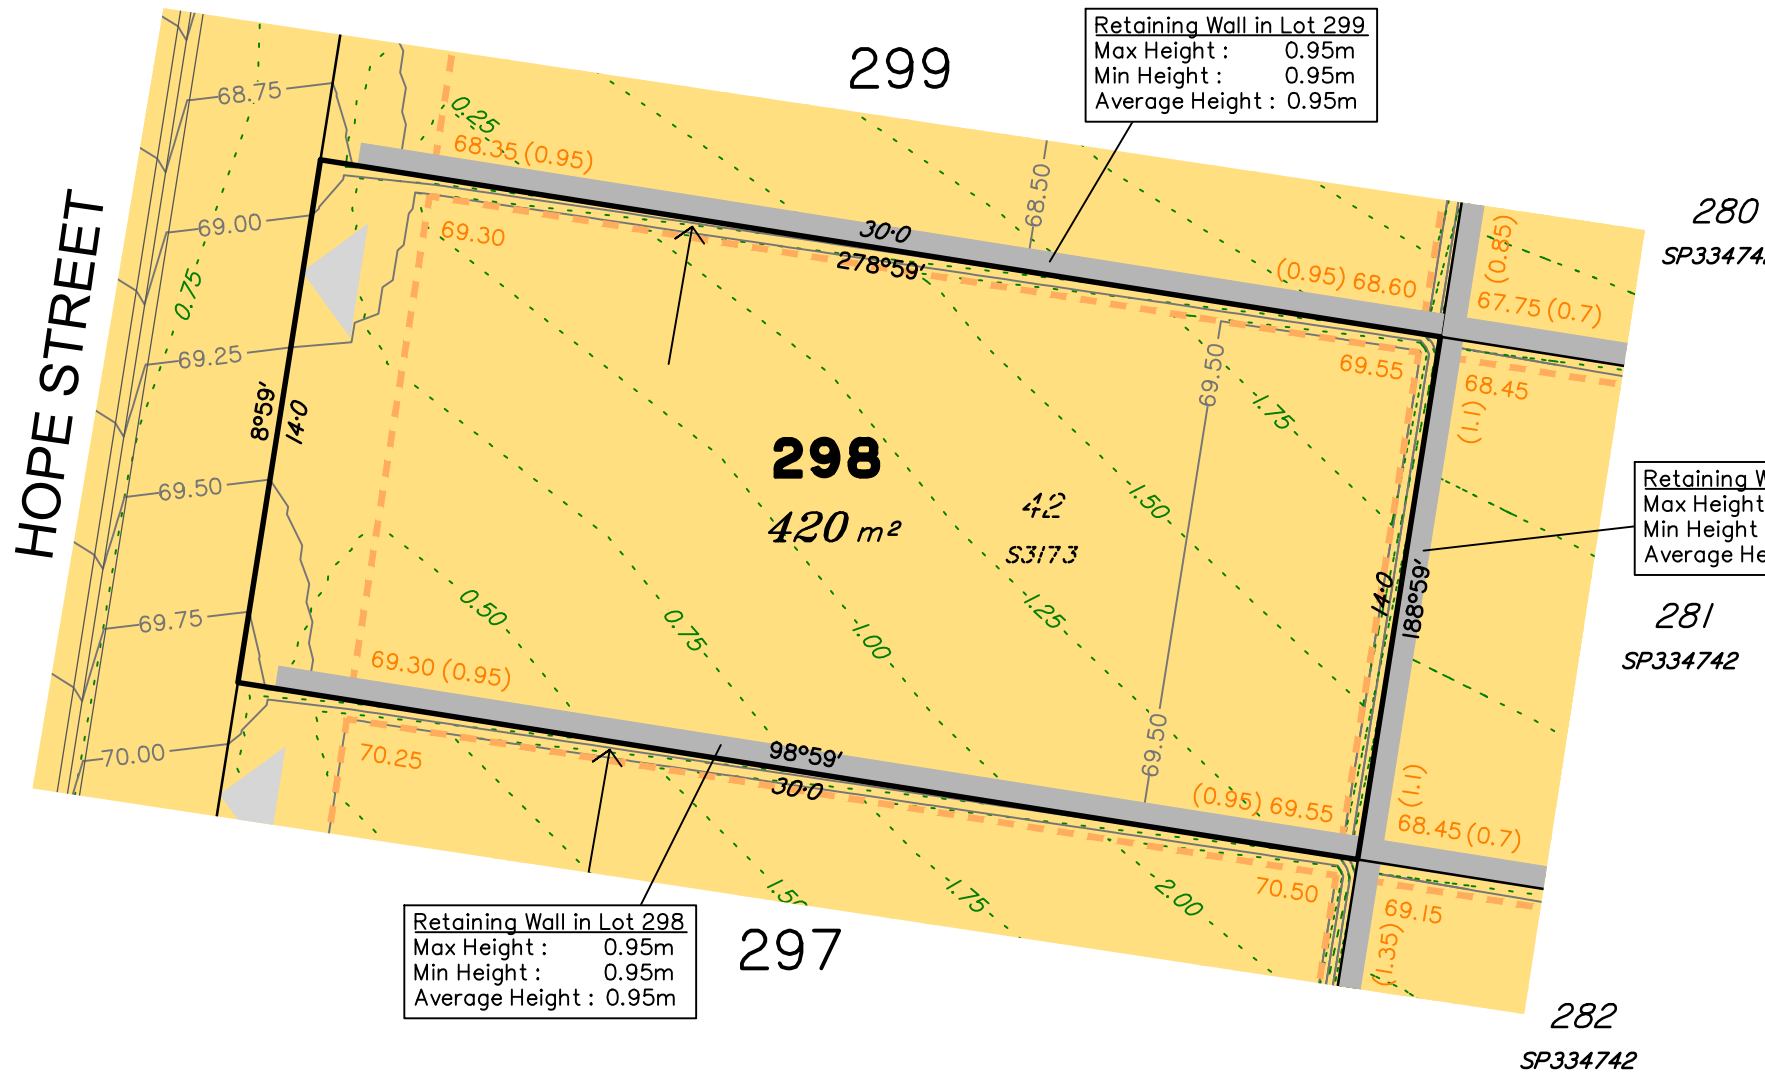 Retaining Wall in Lot 299
Max Height : 0.95m
Min Height : 0.95m
Average Height : 0.95m
299
280
SP33474
HOPE STREET
68.75
69.00
69.25
69.50
69.75
70.00
0.75
0.25
68.35 (0.95)
69.30
30·0
278°59'
68.50
(0.95) 68.60
(0.85)
67.75 (0.7)
69.55
68.45
(1.1)
69.50
1.75
8°59'
14·0
298
420 m²
42
S3173
1.50
1.25
1.00
0.75
0.50
14·0
188°59'
Retaining W
Max Height
Min Height
Average He
281
SP334742
69.30 (0.95)
69.50
(0.95) 69.55
(1.1)
68.45 (0.7)
98°59'
30·0
70.25
70.50
69.15
(1.35)
1.50
1.75
2.00
Retaining Wall in Lot 298
Max Height : 0.95m
Min Height : 0.95m
Average Height : 0.95m
297
282
SP334742